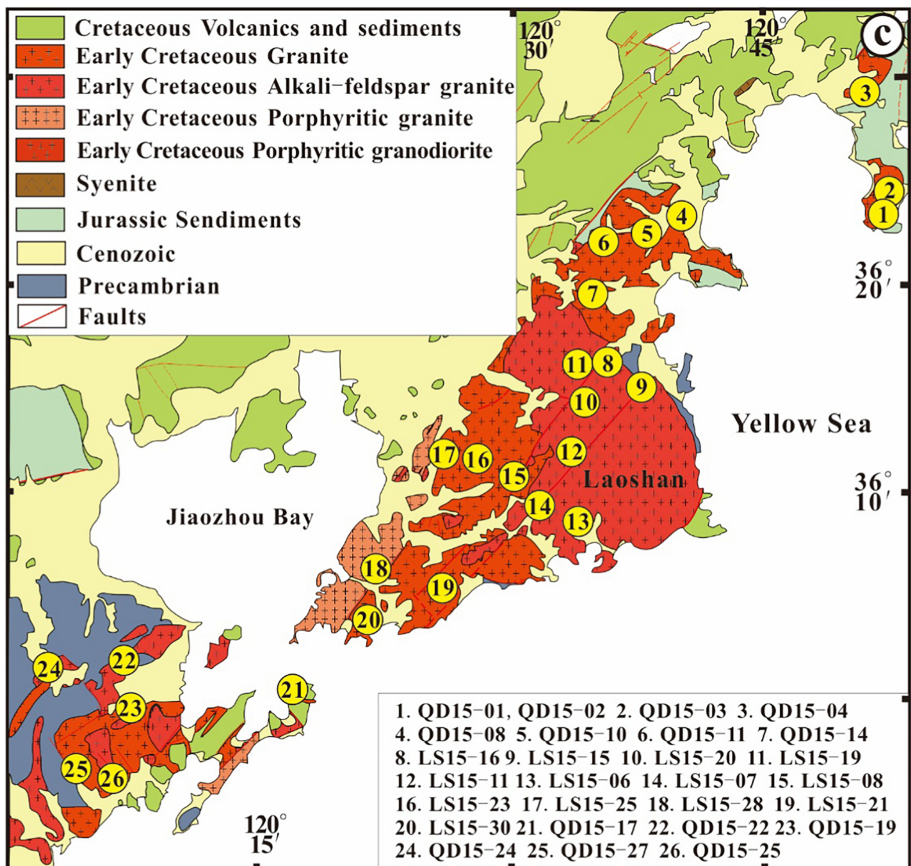 Cretaceous Volcanics and sediments
Early Cretaceous Granite
Early Cretaceous Alkali-feldspar granite
Early Cretaceous Porphyritic granite
Early Cretaceous Porphyritic granodiorite
Syenite
Jurassic Sendiments
Cenozoic
Precambrian
Faults
120°
30′
120°
45′
c
3
2
1
4
5
6
36°
20′
7
11
8
9
10
Yellow Sea
17
16
12
15
Laoshan
36°
10′
14
13
Jiaozhou Bay
18
19
20
24
22
21
23
25
26
120°
15′
1. QD15-01, QD15-02 2. QD15-03 3. QD15-04
4. QD15-08 5. QD15-10 6. QD15-11 7. QD15-14
8. LS15-16 9. LS15-15 10. LS15-20 11. LS15-19
12. LS15-11 13. LS15-06 14. LS15-07 15. LS15-08
16. LS15-23 17. LS15-25 18. LS15-28 19. LS15-21
20. LS15-30 21. QD15-17 22. QD15-22 23. QD15-19
24. QD15-24 25. QD15-27 26. QD15-25